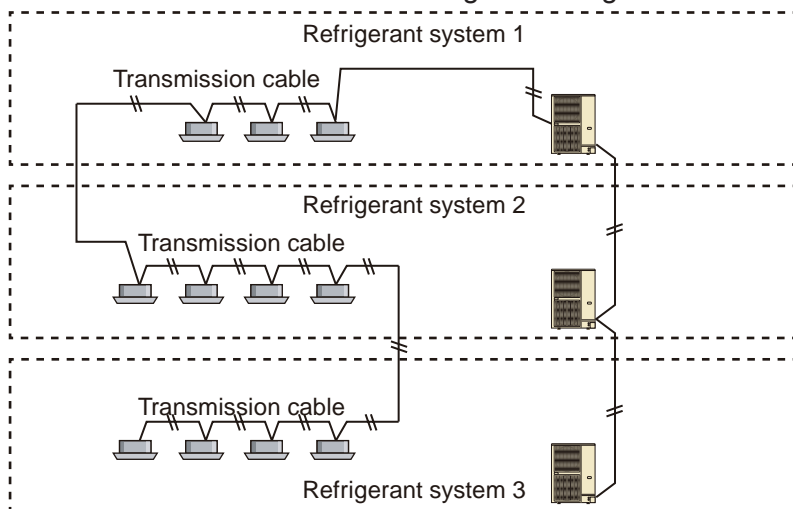 Refrigerant system 1
Transmission cable
Refrigerant system 2
Transmission cable
Transmission cable
Refrigerant system 3